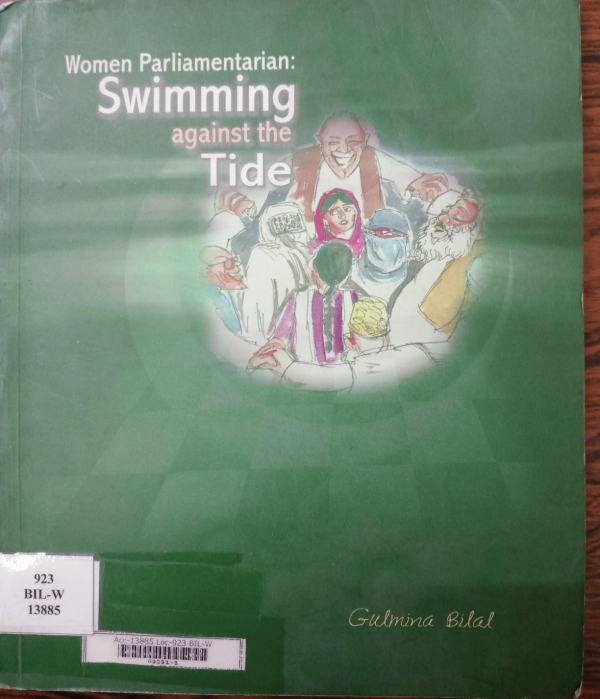 Women Parliamentarian:
Swimming
against the
Tide
923
BIL-W
13885
Acc-13885 Loc-923 BIL-W
Gulmina Bilal